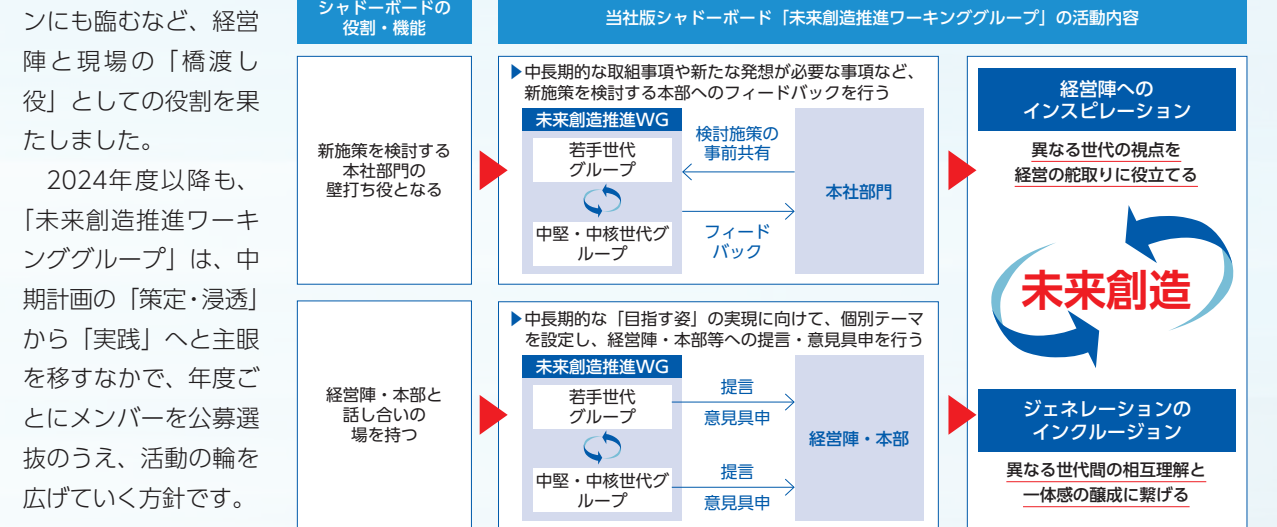 ンにも臨むなど、経営
陣と現場の「橋渡し
役」としての役割を果
たしました。
　2024年度以降も、
「未来創造推進ワーキ
ンググループ」は、中
期計画の「策定・浸透」
から「実践」へと主眼
を移すなかで、年度ご
とにメンバーを公募選
抜のうえ、活動の輪を
広げていく方針です。
シャドーボードの
役割・機能
当社版シャドーボード「未来創造推進ワーキンググループ」の活動内容
新施策を検討する
本社部門の
壁打ち役となる
▶中長期的な取組事項や新たな発想が必要な事項など、
新施策を検討する本部へのフィードバックを行う
未来創造推進WG
若手世代
グループ
中堅・中核世代グ
ループ
検討施策の
事前共有
フィード
バック
本社部門
経営陣・本部と
話し合いの
場を持つ
▶中長期的な「目指す姿」の実現に向けて、個別テーマ
を設定し、経営陣・本部等への提言・意見具申を行う
未来創造推進WG
若手世代
グループ
中堅・中核世代グ
ループ
提言
意見具申
提言
意見具申
経営陣・本部
経営陣への
インスピレーション
異なる世代の視点を
経営の舵取りに役立てる
未来創造
ジェネレーションの
インクルージョン
異なる世代間の相互理解と
一体感の醸成に繋げる